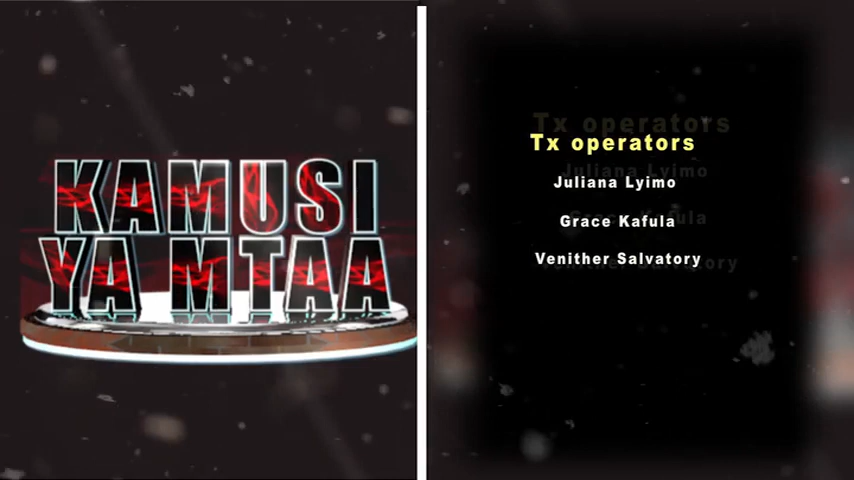 KAMUSI
YA MTAA
Tx operators
Juliana Lyimo
Grace Kafula
Venither Salvatory